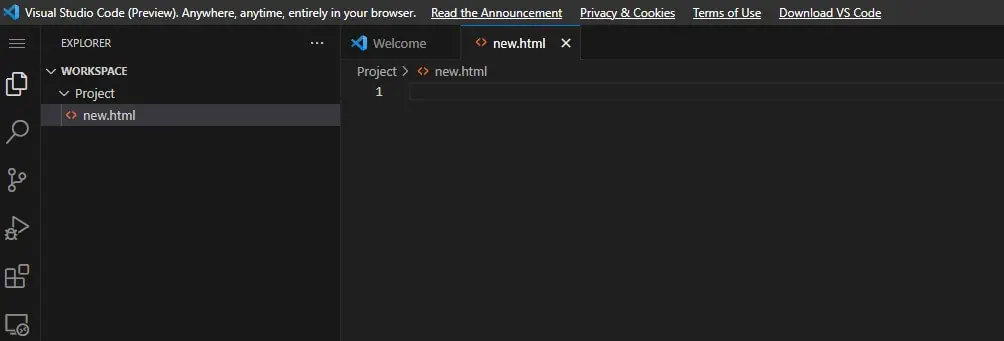 Visual Studio Code (Preview). Anywhere, anytime, entirely in your browser. Read the Announcement Privacy & Cookies Terms of Use Download VS Code
EXPLORER
WORKSPACE
Project
new.html
Welcome
new.html
Project
new.html
1